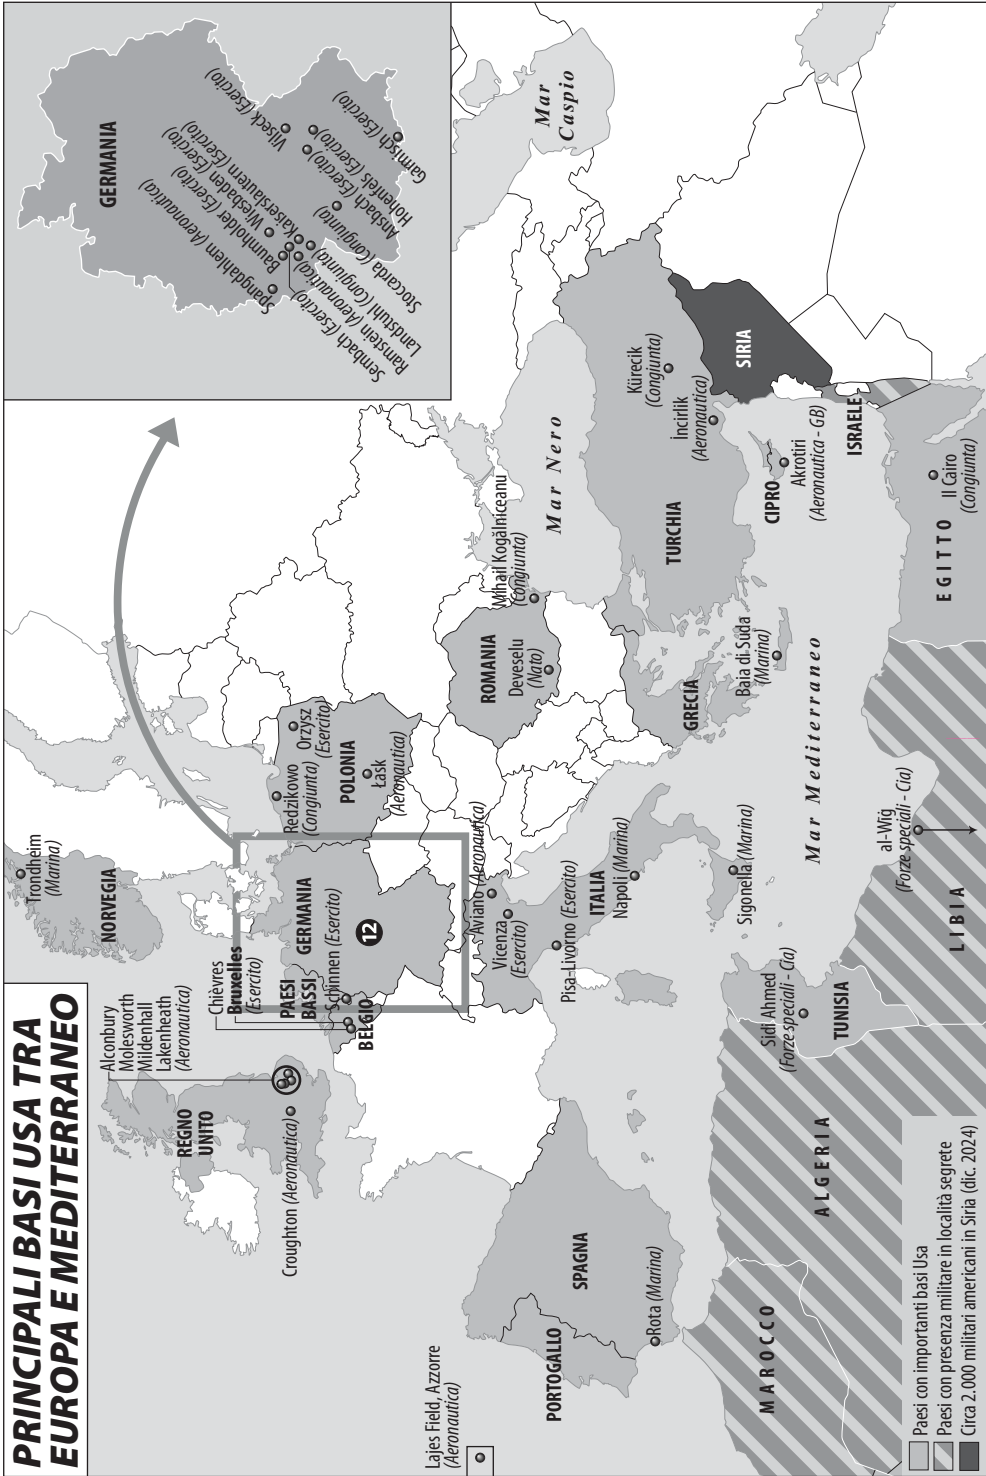 PRINCIPALI BASI USA TRA
EUROPA E MEDITERRANEO
Alconbury
Molesworth
Mildenhall
Lakenheath
(Aeronautica)
REGNO
UNITO
Croughton (Aeronautica)
Chièvres
Bruxelles
(Esercito)
PAESI
BASSI
Schinnen (Esercito)
BELGIO
GERMANIA
12
Trondheim
(Marina)
NORVEGIA
Redzikowo
(Congiunta)
Orzysz
(Esercito)
POLONIA
Łask
(Aeronautica)
GERMANIA
Spangdahlem (Aeronautica)
Baumholder (Esercito)
Wiesbaden (Esercito)
Kaiserslautern (Esercito)
Vilseck (Esercito)
Sembach (Esercito)
Ramstein (Aeronautica)
Landstuhl (Congiunta)
Stoccarda (Congiunta)
Ansbach (Esercito)
Hohenfels (Esercito)
Garmisch (Esercito)
Lajes Field, Azzorre
(Aeronautica)
PORTOGALLO
SPAGNA
Rota (Marina)
Aviano (Aeronautica)
Vicenza
(Esercito)
Pisa-Livorno (Esercito)
ITALIA
Napoli (Marina)
Sigonella (Marina)
ROMANIA
Deveselu
(Nato)
Mihail Kogălniceanu
(Congiunta)
Mar Nero
Mar
Caspio
GRECIA
Baia di Suda
(Marina)
TURCHIA
Kürecik
(Congiunta)
İncirlik
(Aeronautica)
SIRIA
CIPRO
Akrotiri
(Aeronautica - GB)
ISRAELE
Mar Mediterraneo
Il Cairo
(Congiunta)
EGITTO
al-Wig
(Forze speciali - Cia)
LIBIA
Sidi Ahmed
(Forze speciali - Cia)
TUNISIA
ALGERIA
MAROCCO
Paesi con importanti basi Usa
Paesi con presenza militare in località segrete
Circa 2.000 militari americani in Siria (dic. 2024)